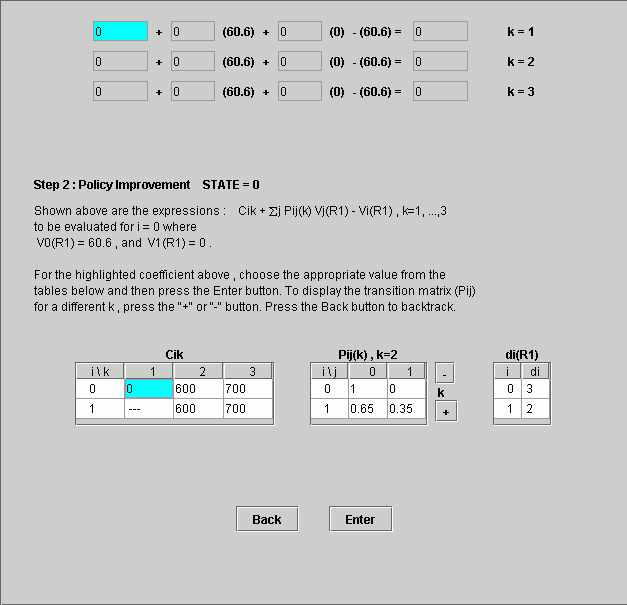 0 + 0 (60.6) + 0 (0) - (60.6) = 0 k = 1
0 + 0 (60.6) + 0 (0) - (60.6) = 0 k = 2
0 + 0 (60.6) + 0 (0) - (60.6) = 0 k = 3
Step 2 : Policy Improvement STATE = 0
Shown above are the expressions : Cik + Σj Pij(k) Vj(R1) - Vi(R1) , k=1, ...,3
to be evaluated for i = 0 where
V0(R1) = 60.6 , and V1(R1) = 0 .
For the highlighted coefficient above , choose the appropriate value from the
tables below and then press the Enter button. To display the transition matrix (Pij)
for a different k , press the "+" or "-" button. Press the Back button to backtrack.
Cik Pij(k) , k=2 di(R1)
i \ k 1 2 3 i \ j 0 1 - i di
0 0 600 700 0 1 0 k 0 3
1 --- 600 700 1 0.65 0.35 + 1 2
Back Enter